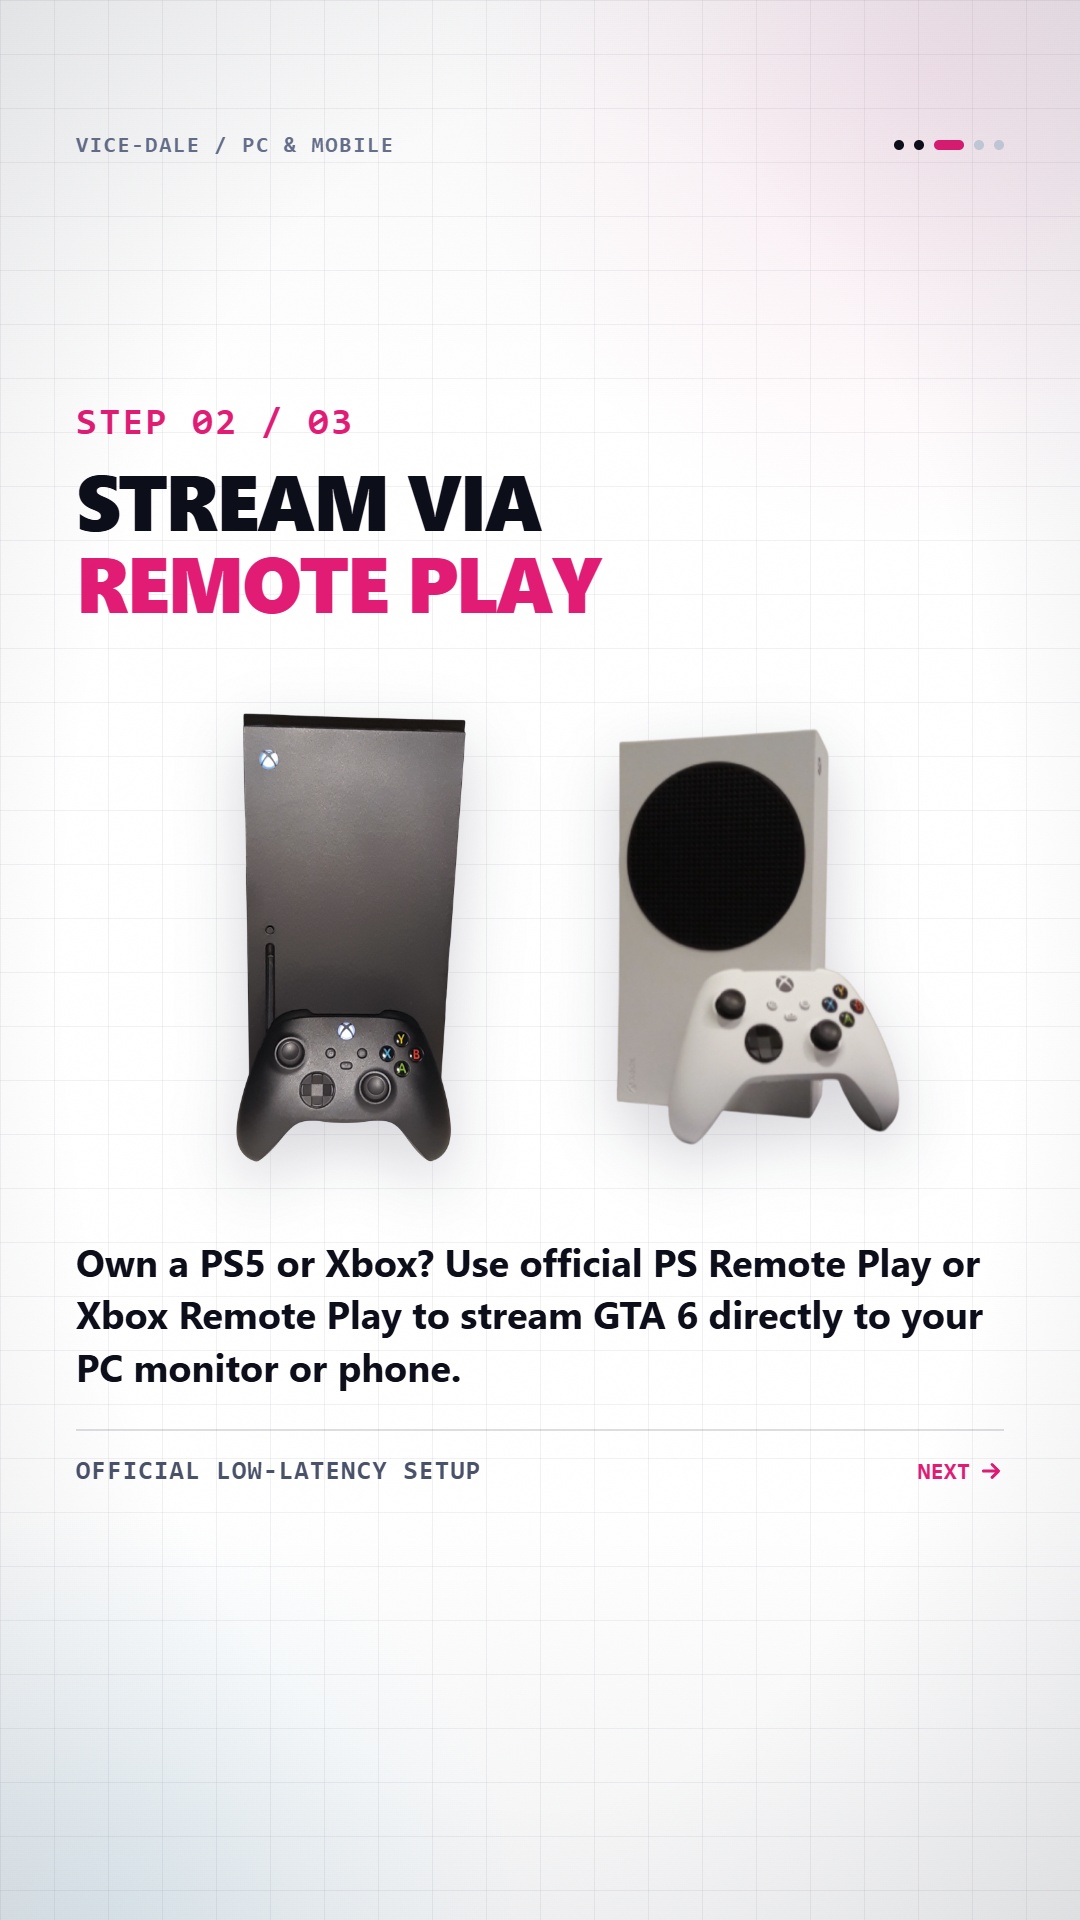 VICE-DALE / PC & MOBILE
STEP 02 / 03
STREAM VIA
REMOTE PLAY
Y
X
B
A
Y
X
B
A
Own a PS5 or Xbox? Use official PS Remote Play or
Xbox Remote Play to stream GTA 6 directly to your
PC monitor or phone.
OFFICIAL LOW-LATENCY SETUP
NEXT →